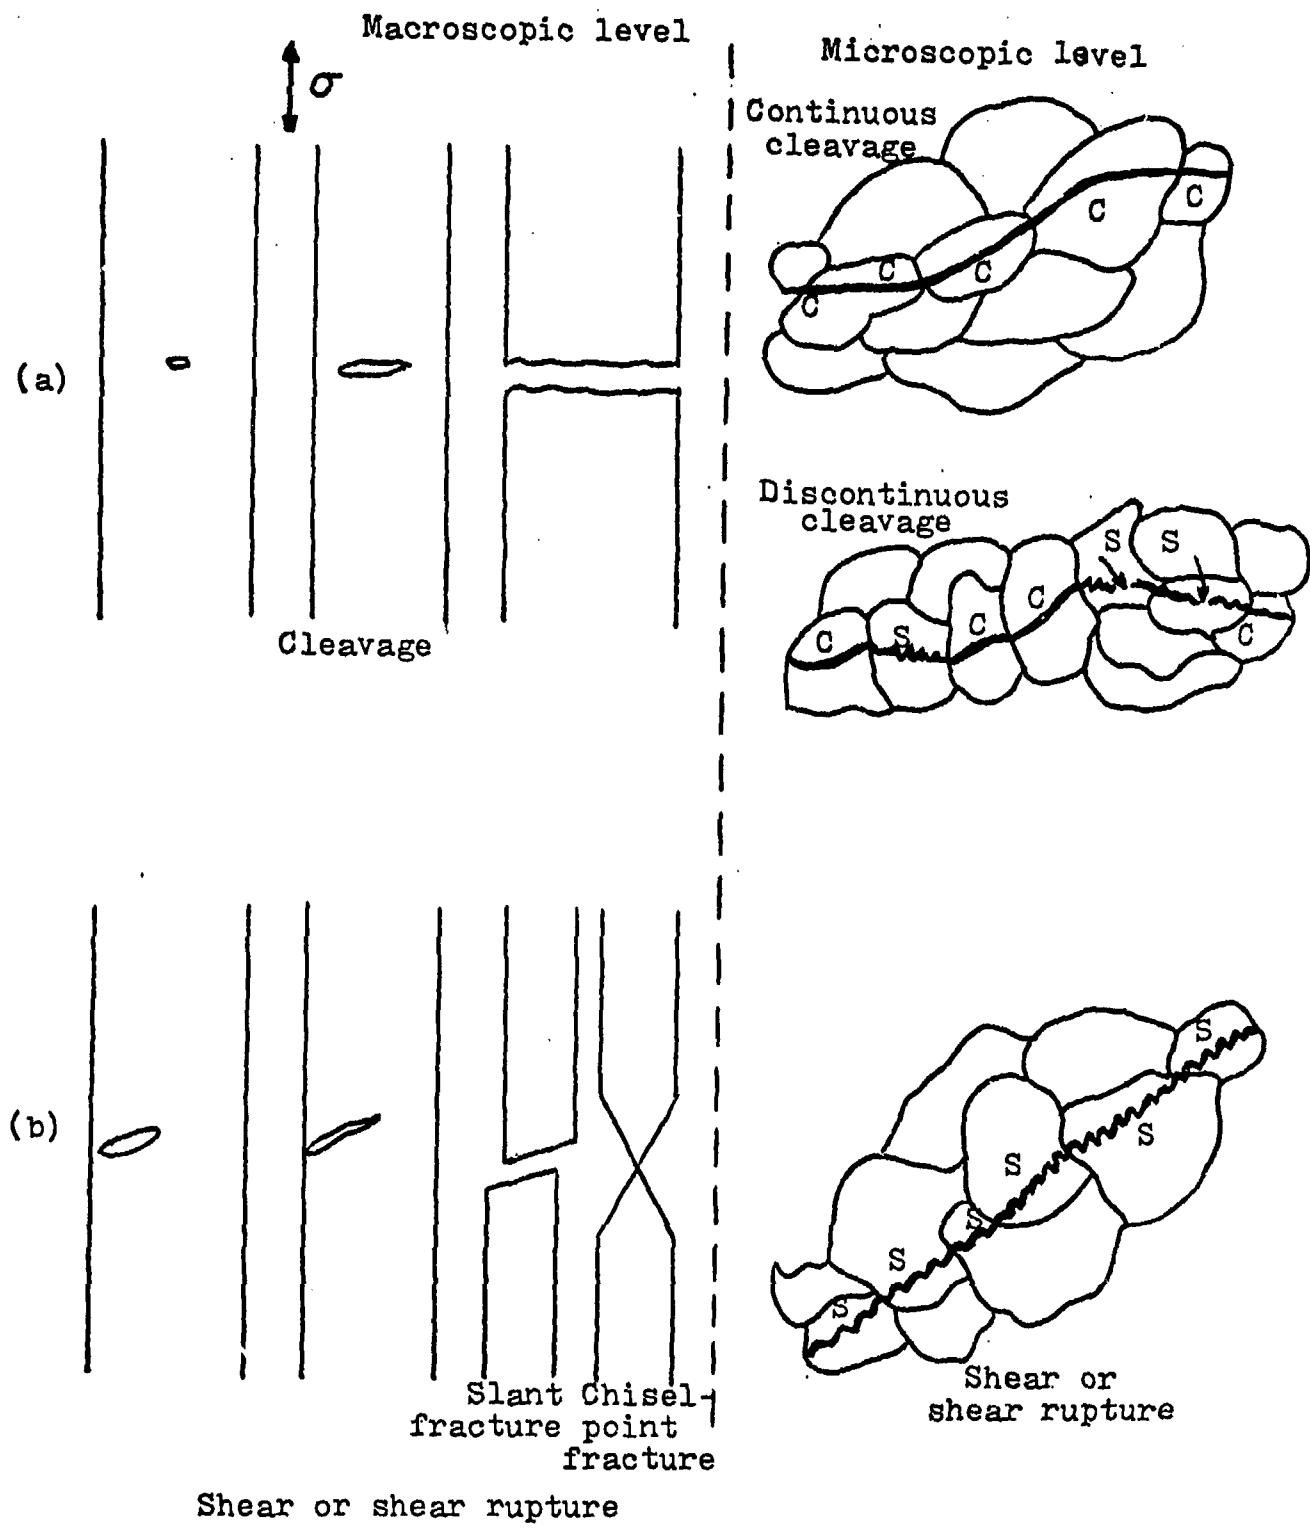 Macroscopic level
σ
(a)
Cleavage
Microscopic level
Continuous
cleavage
C
C
C
C
C
Discontinuous
cleavage
S
S
C
C
S
C
C
(b)
Slant
fracture
Chisel-
point
fracture
Shear or shear rupture
S
S
S
S
S
S
Shear or
shear rupture